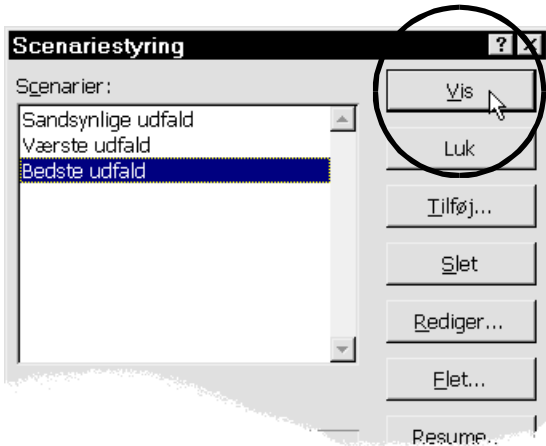 Scenariestyring
Scenarier:
Sandsynlige udfald
Værste udfald
Bedste udfald
Vis
Luk
Tilføj...
Slet
Rediger...
Flet...
Resume..